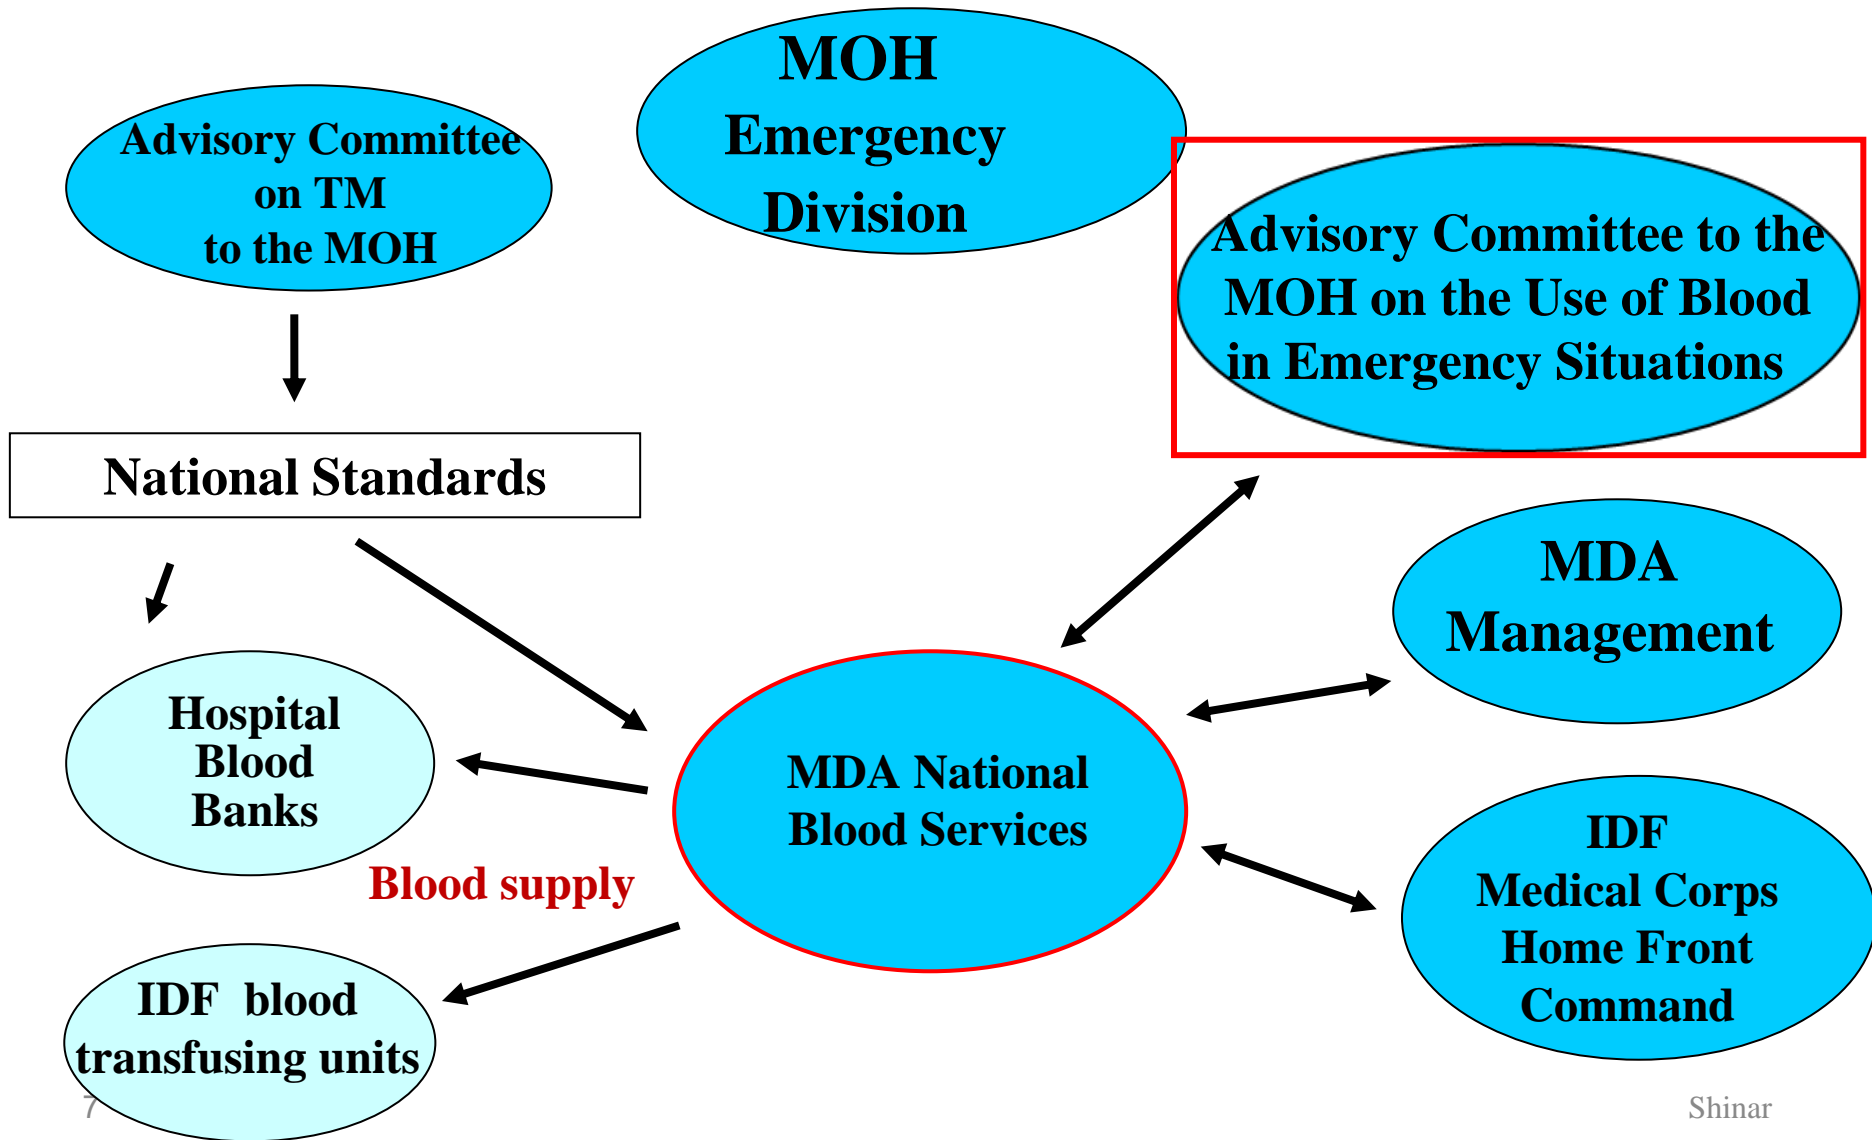 MOH
Emergency
Division
Advisory Committee
on TM
to the MOH
Advisory Committee to the
MOH on the Use of Blood
in Emergency Situations
National Standards
MDA
Management
Hospital
Blood
Banks
MDA National
Blood Services
Blood supply
IDF
Medical Corps
Home Front
Command
IDF blood
transfusing units
7
Shinar